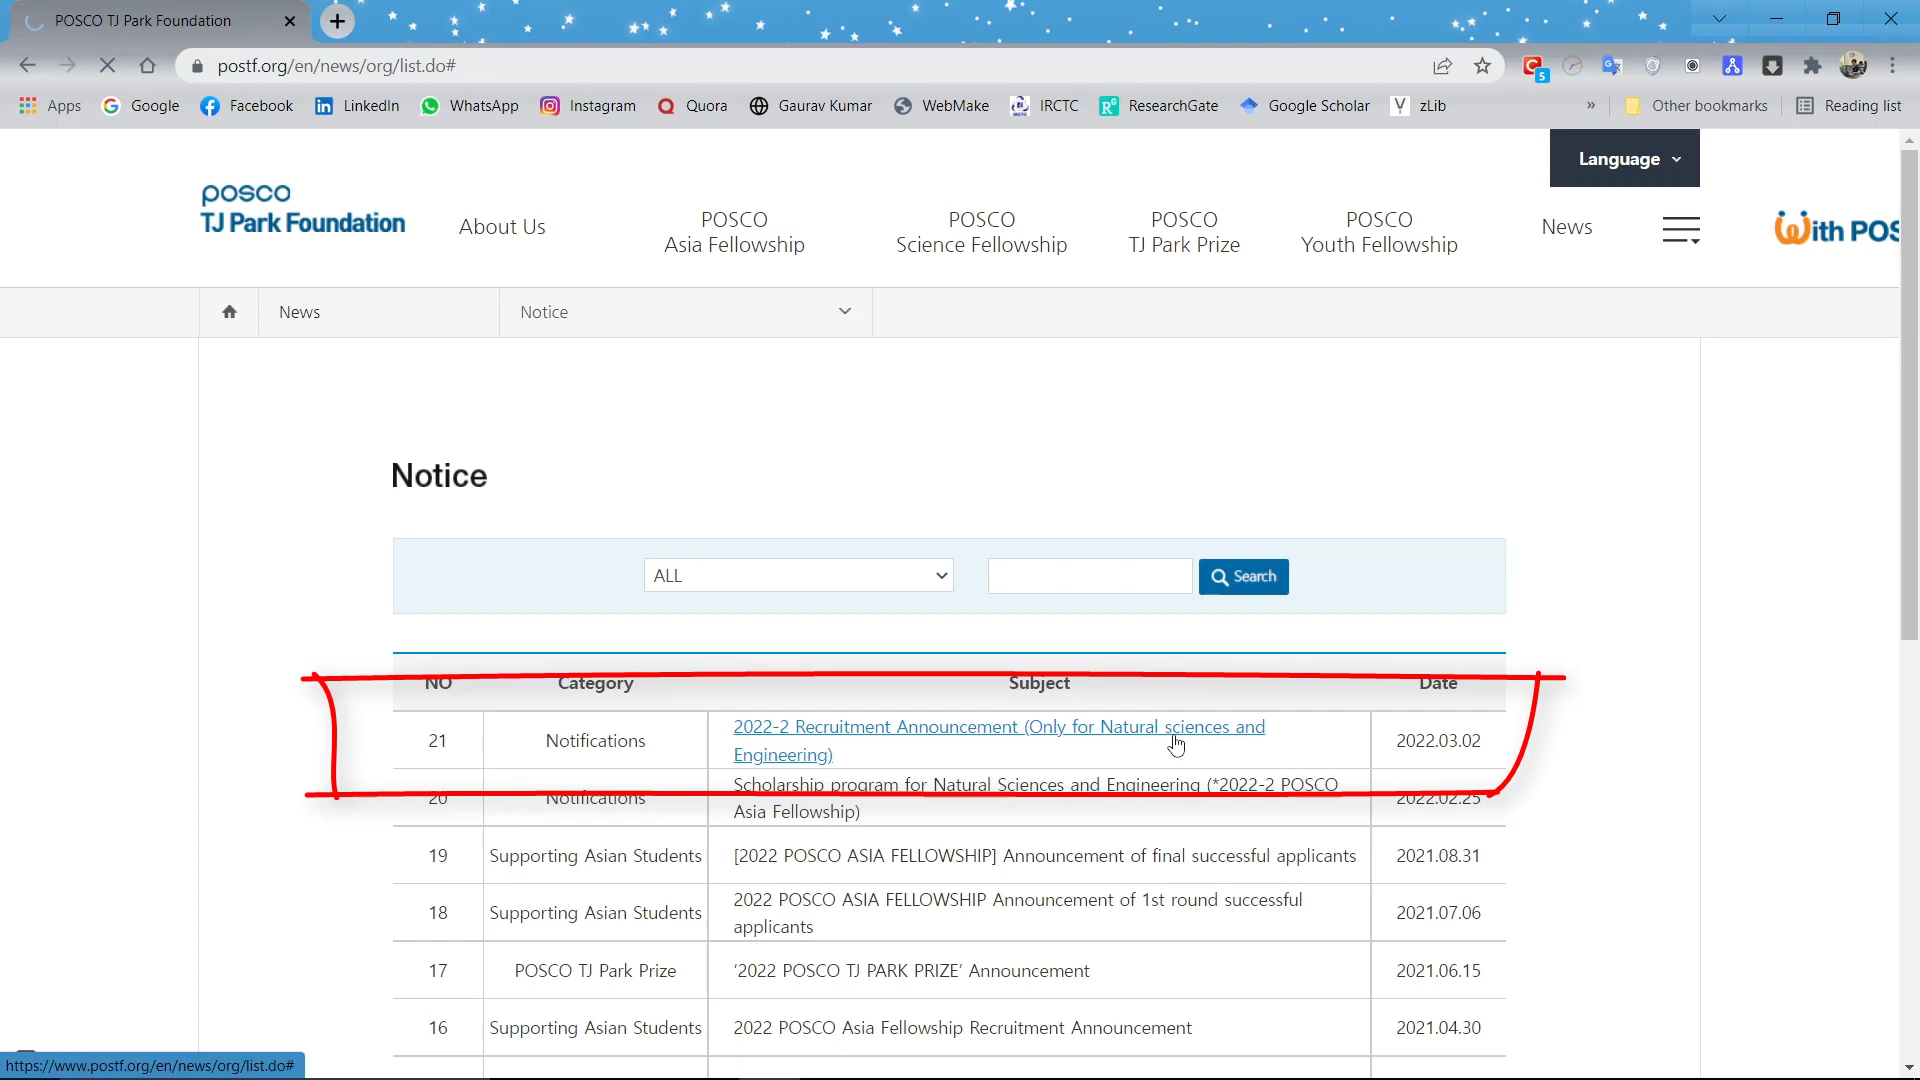 POSCO TJ Park Foundation
postf.org/en/news/org/list.do#
5
Apps Google Facebook LinkedIn WhatsApp Instagram Quora Gaurav Kumar WebMake IRCTC ResearchGate Google Scholar zLib » Other bookmarks Reading list
Language
posco
TJ Park Foundation
About Us
POSCO
Asia Fellowship
POSCO
Science Fellowship
POSCO
TJ Park Prize
POSCO
Youth Fellowship
News
With POS
News
Notice
Notice
ALL
Search
NO Category Subject Date
21 Notifications 2022-2 Recruitment Announcement (Only for Natural sciences and 2022.03.02
Engineering)
20 Notifications Scholarship program for Natural Sciences and Engineering (*2022-2 POSCO 2022.02.25
Asia Fellowship)
19 Supporting Asian Students [2022 POSCO ASIA FELLOWSHIP] Announcement of final successful applicants 2021.08.31
18 Supporting Asian Students 2022 POSCO ASIA FELLOWSHIP Announcement of 1st round successful 2021.07.06
applicants
17 POSCO TJ Park Prize ‘2022 POSCO TJ PARK PRIZE’ Announcement 2021.06.15
16 Supporting Asian Students 2022 POSCO Asia Fellowship Recruitment Announcement 2021.04.30
https://www.postf.org/en/news/org/list.do#